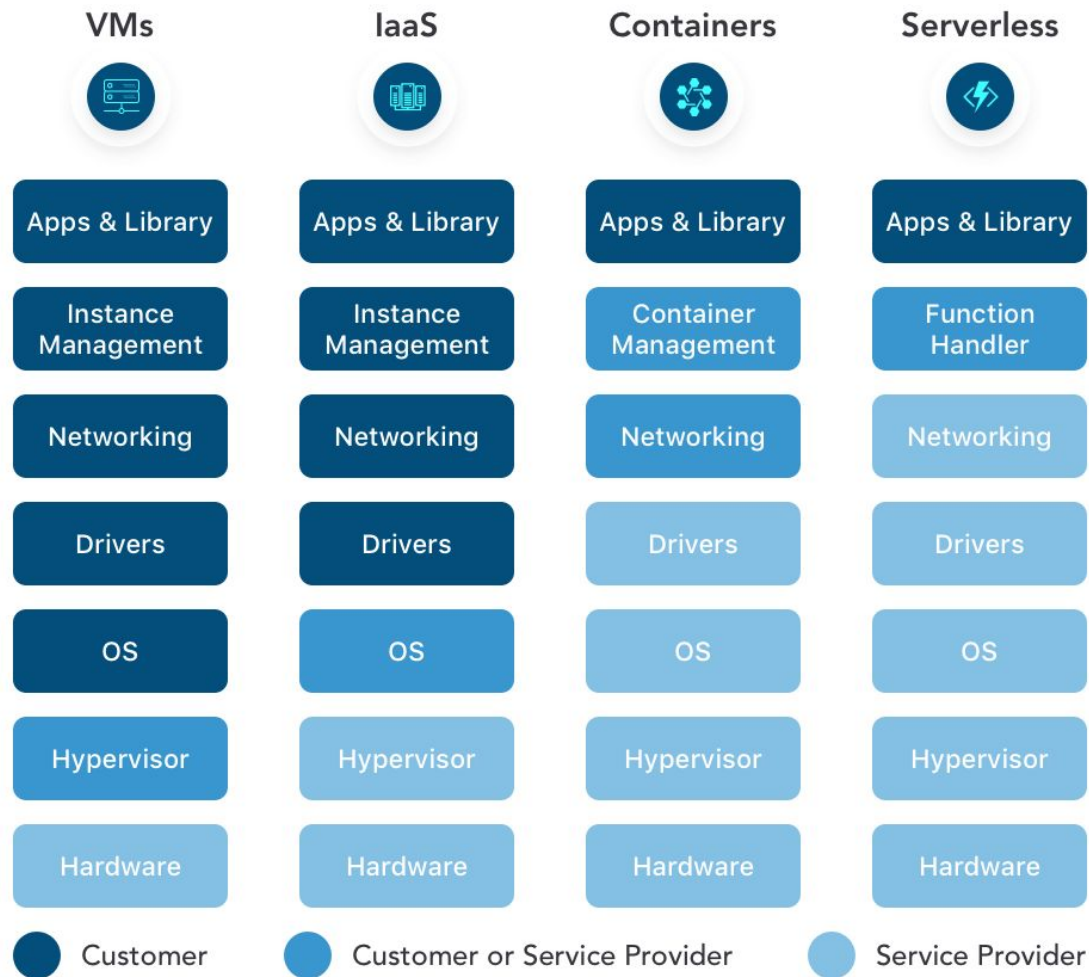 VMs
IaaS
Containers
Serverless
Apps & Library
Apps & Library
Apps & Library
Apps & Library
Instance
Management
Instance
Management
Container
Management
Function
Handler
Networking
Networking
Networking
Networking
Drivers
Drivers
Drivers
Drivers
OS
OS
OS
OS
Hypervisor
Hypervisor
Hypervisor
Hypervisor
Hardware
Hardware
Hardware
Hardware
Customer
Customer or Service Provider
Service Provider